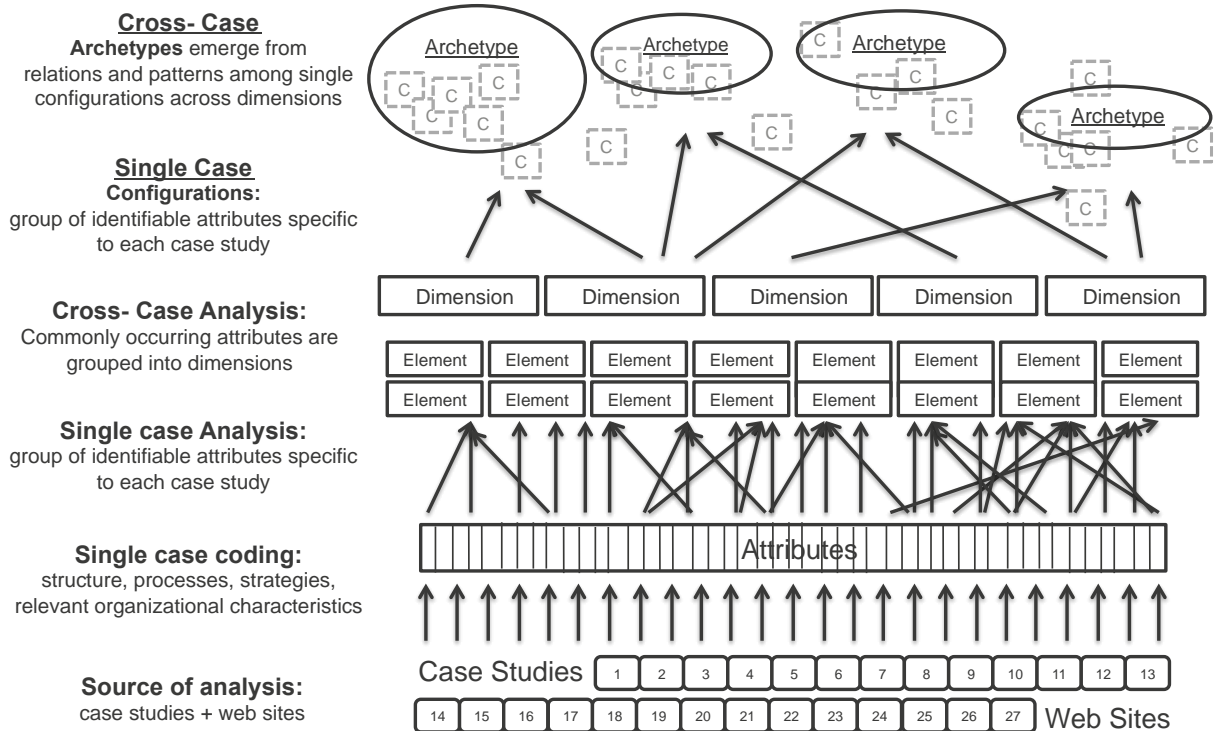 Cross- Case
Archetypes emerge from
relations and patterns among single
configurations across dimensions
Archetype
C
C
C
C
C
C
Archetype
C
C
C
C
C
C
Archetype
C
C
C
C
C
C
Archetype
C
C
C
C
C
Single Case
Configurations:
group of identifiable attributes specific
to each case study
Cross- Case Analysis:
Commonly occurring attributes are
grouped into dimensions
Dimension Dimension Dimension Dimension Dimension
Element Element Element Element Element Element Element Element
Element Element Element Element Element Element Element Element
Single case Analysis:
group of identifiable attributes specific
to each case study
Single case coding:
structure, processes, strategies,
relevant organizational characteristics
Attributes
Source of analysis:
case studies + web sites
Case Studies 1 2 3 4 5 6 7 8 9 10 11 12 13
14 15 16 17 18 19 20 21 22 23 24 25 26 27 Web Sites